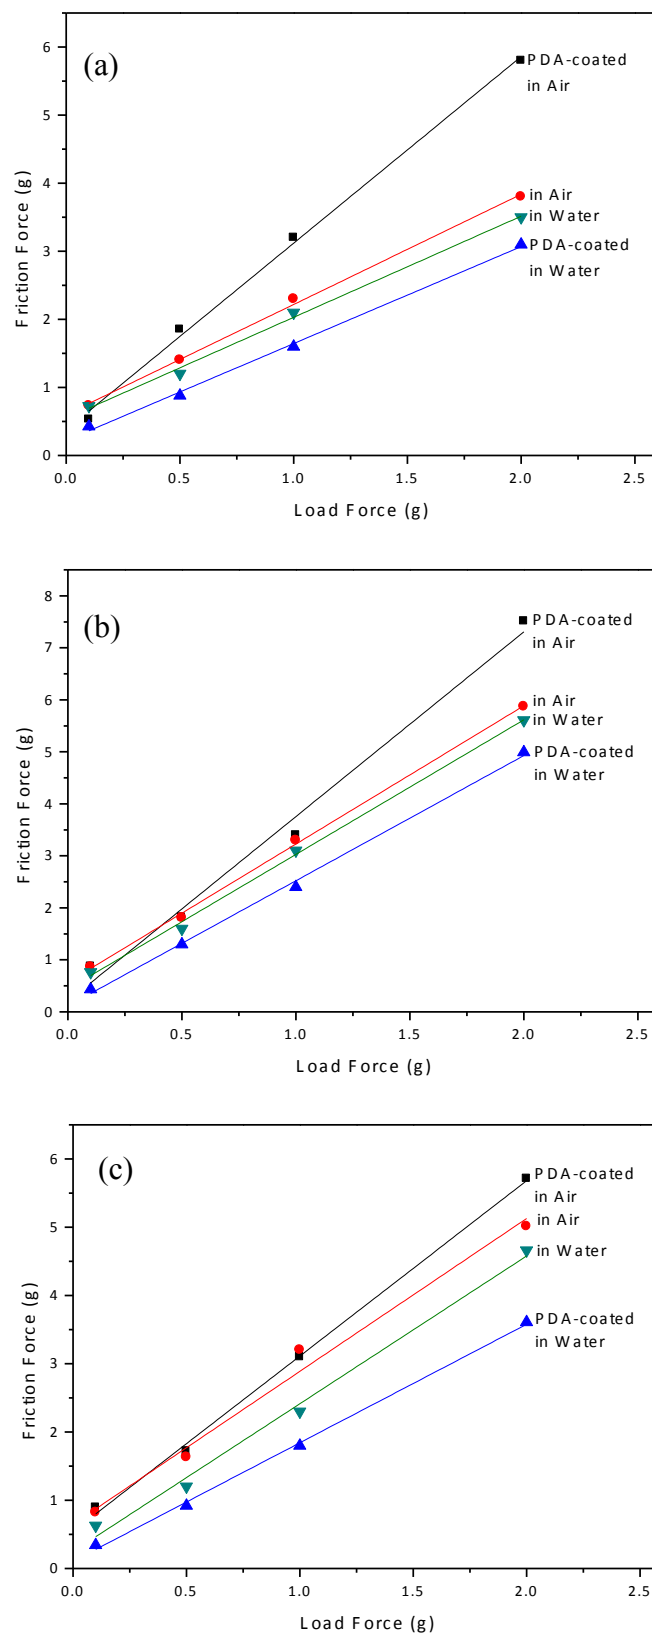 (a)
6
5
4
3
2
1
0
Friction Force (g)
PDA-coated
in Air
in Air
in Water
PDA-coated
in Water
0.0 0.5 1.0 1.5 2.0 2.5
Load Force (g)
(b)
8
7
6
5
4
3
2
1
0
Friction Force (g)
PDA-coated
in Air
in Air
in Water
PDA-coated
in Water
0.0 0.5 1.0 1.5 2.0 2.5
Load Force (g)
(c)
6
5
4
3
2
1
0
Friction Force (g)
PDA-coated
in Air
in Air
in Water
PDA-coated
in Water
0.0 0.5 1.0 1.5 2.0 2.5
Load Force (g)